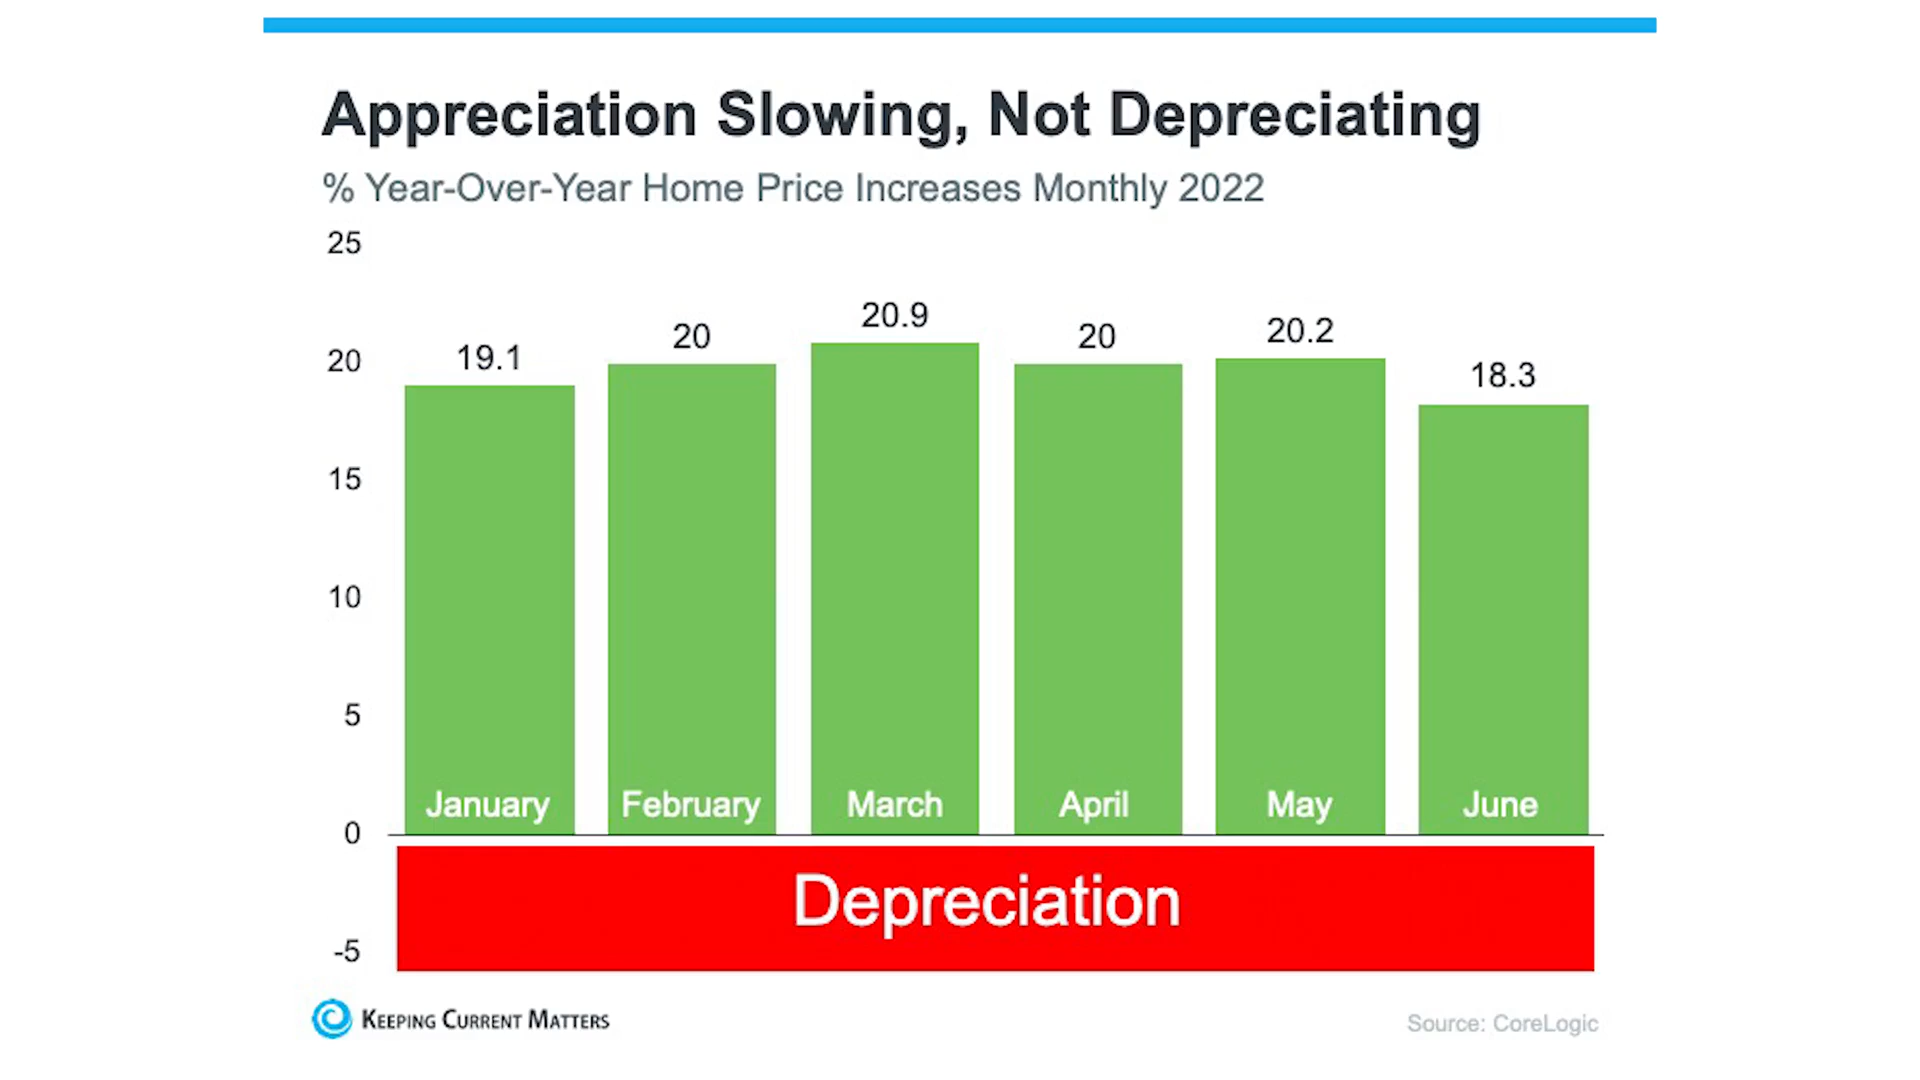 Appreciation Slowing, Not Depreciating
% Year-Over-Year Home Price Increases Monthly 2022
25
20
15
10
5
0
-5
19.1
20
20.9
20
20.2
18.3
January
February
March
April
May
June
Depreciation
KEEPING CURRENT MATTERS
Source: CoreLogic